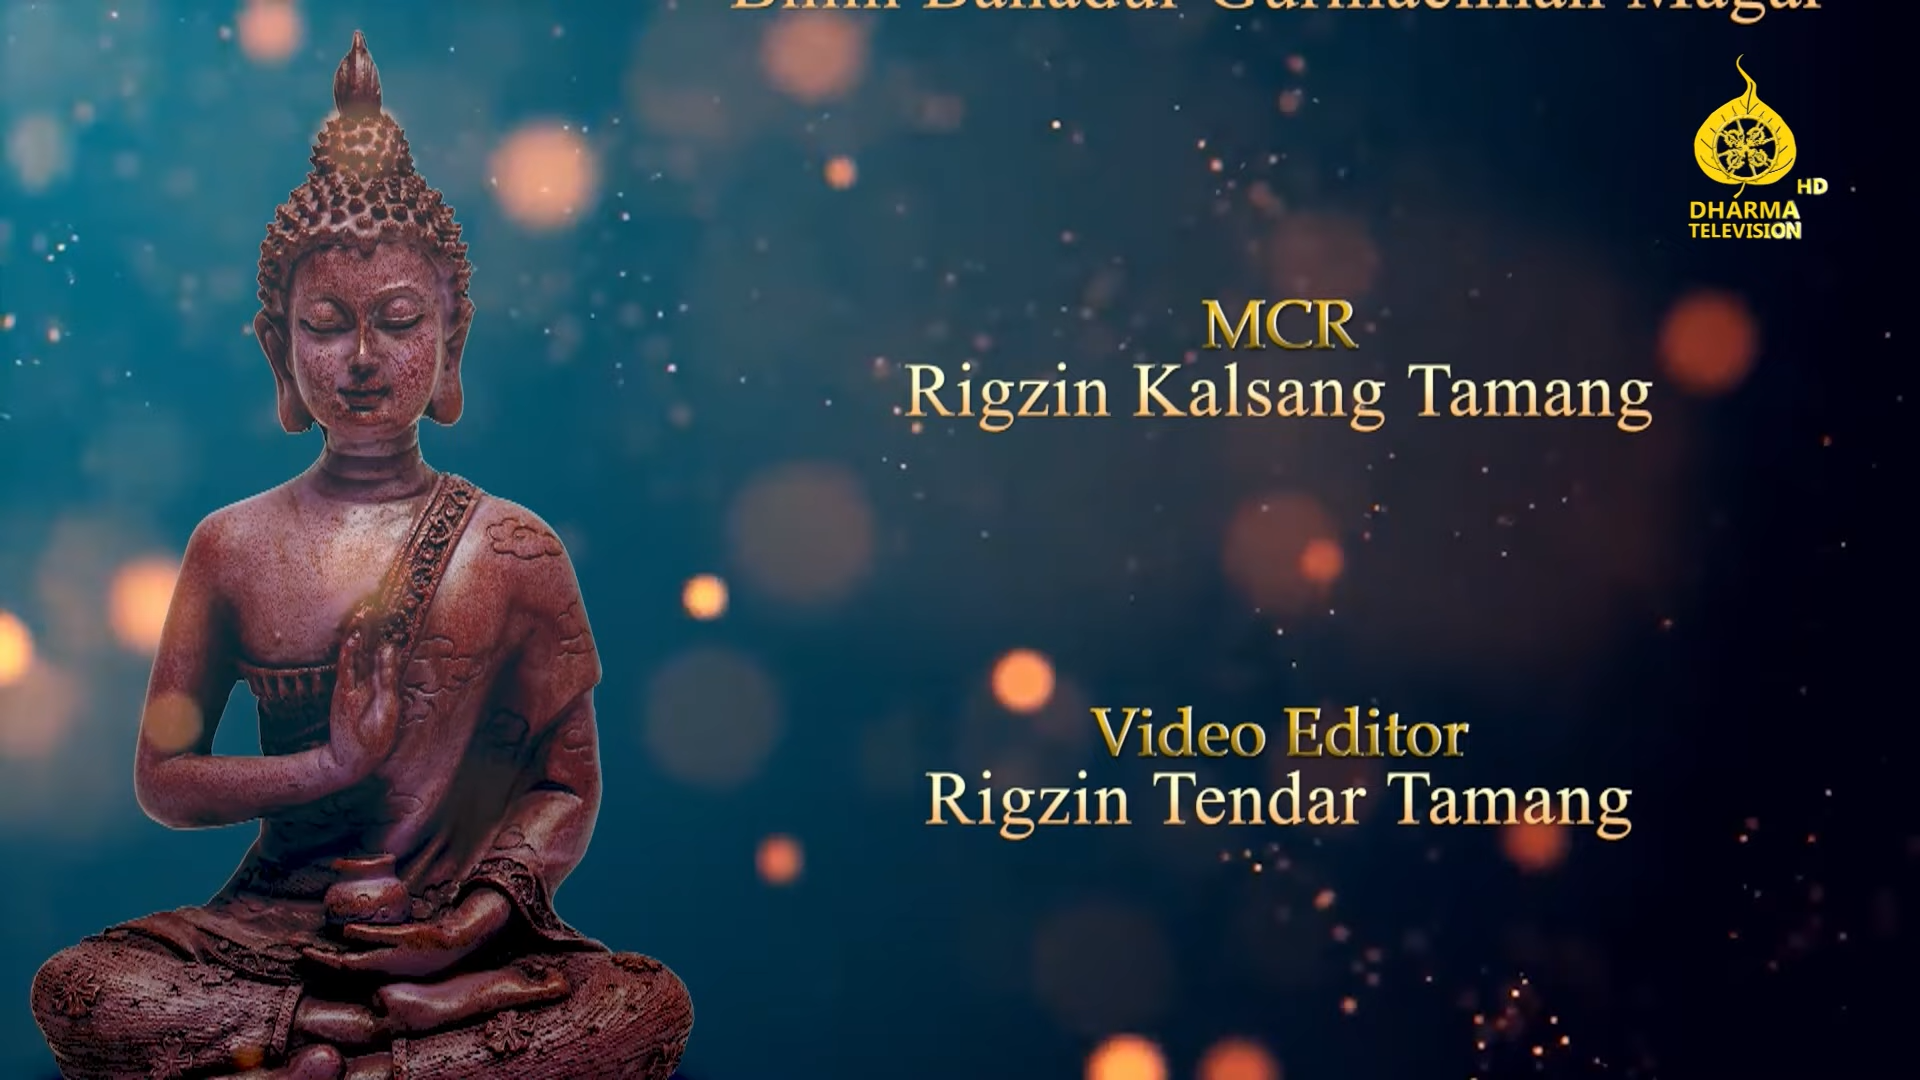 HD
DHARMA
TELEVISION
MCR
Rigzin Kalsang Tamang
Video Editor
Rigzin Tendar Tamang